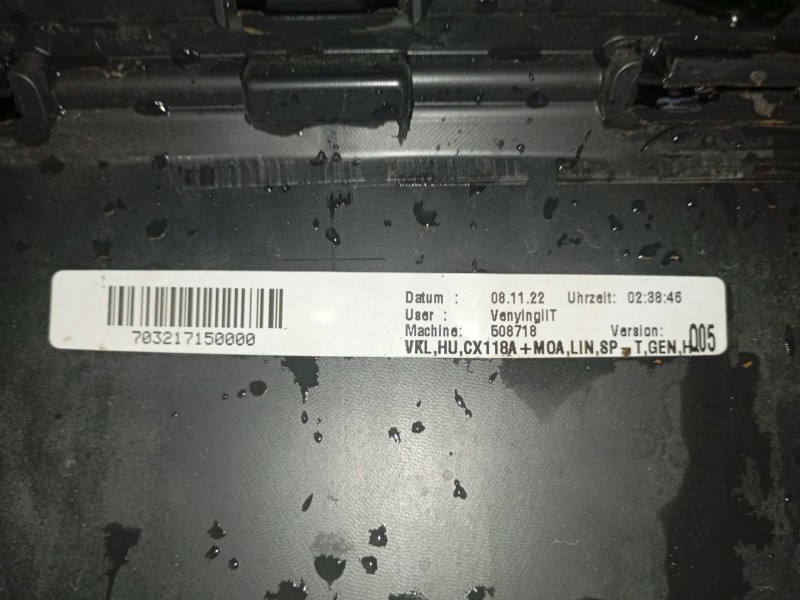 703217150000
Datum : 08.11.22 Uhrzeit: 02:38:46
User : VenyingiIT
Machine: 508718 Version: 005
VKL,HU,CX118A+MOA,LIN,SP-T,GEN,H